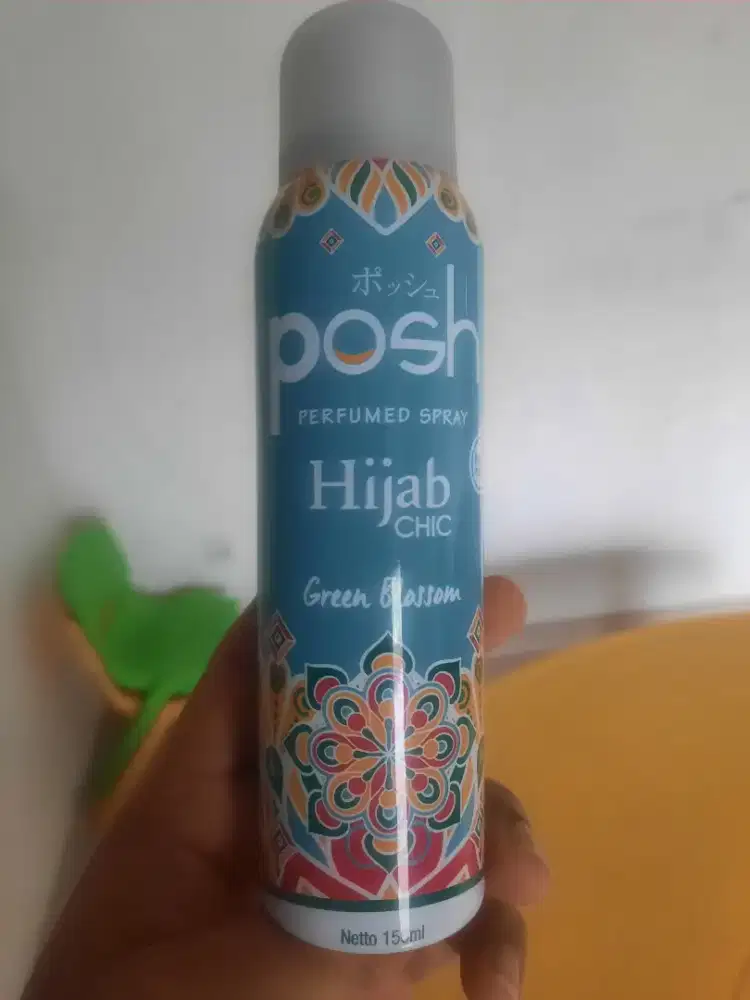 ポッシュ
posh
PERFUMED SPRAY
Hijab
CHIC
Green Blossom
Netto 150ml